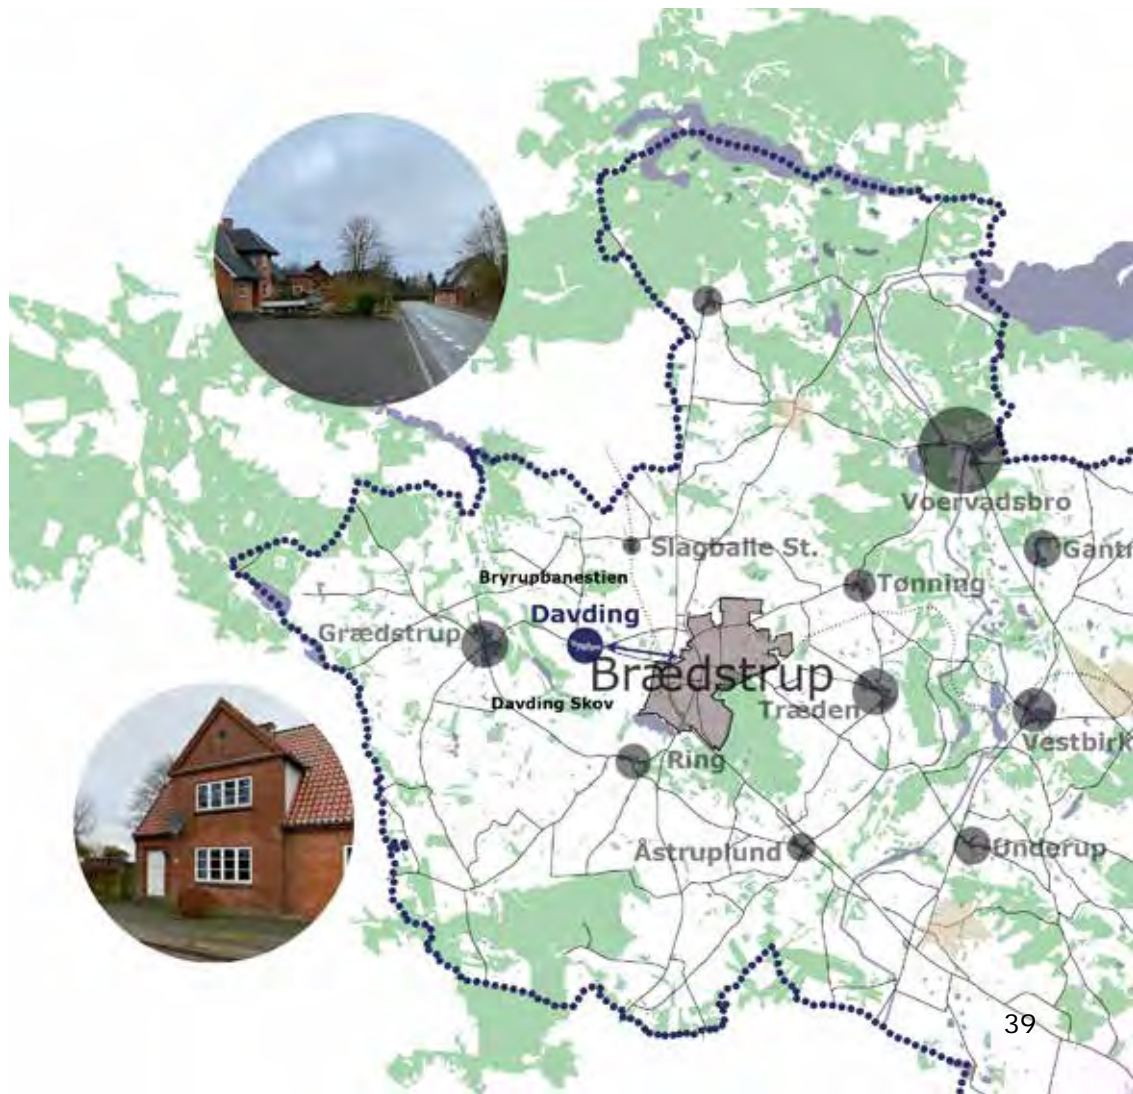 Voervadsbro
Slagballe St.
Bryrupbanestien
Tønning
Davding
Grædstrup
Brædstrup
Davding Skov
Træden
Vestbirk
Ring
Åstruplund
Underup
39